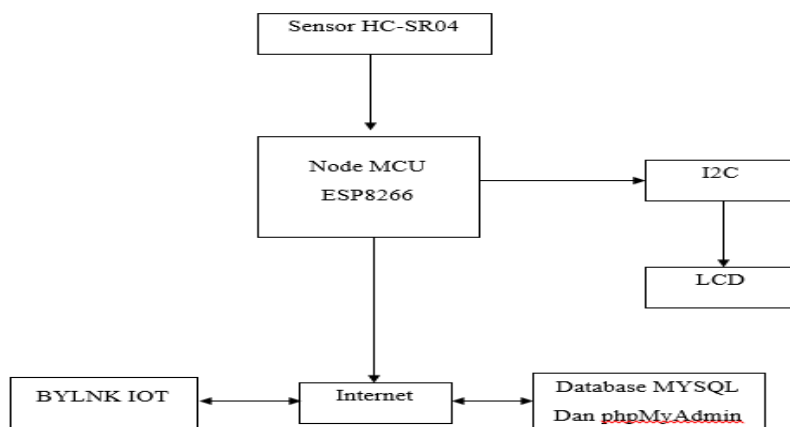 Sensor HC-SR04
Node MCU
ESP8266
I2C
LCD
BYLNK IOT
Internet
Database MYSQL
Dan phpMyAdmin